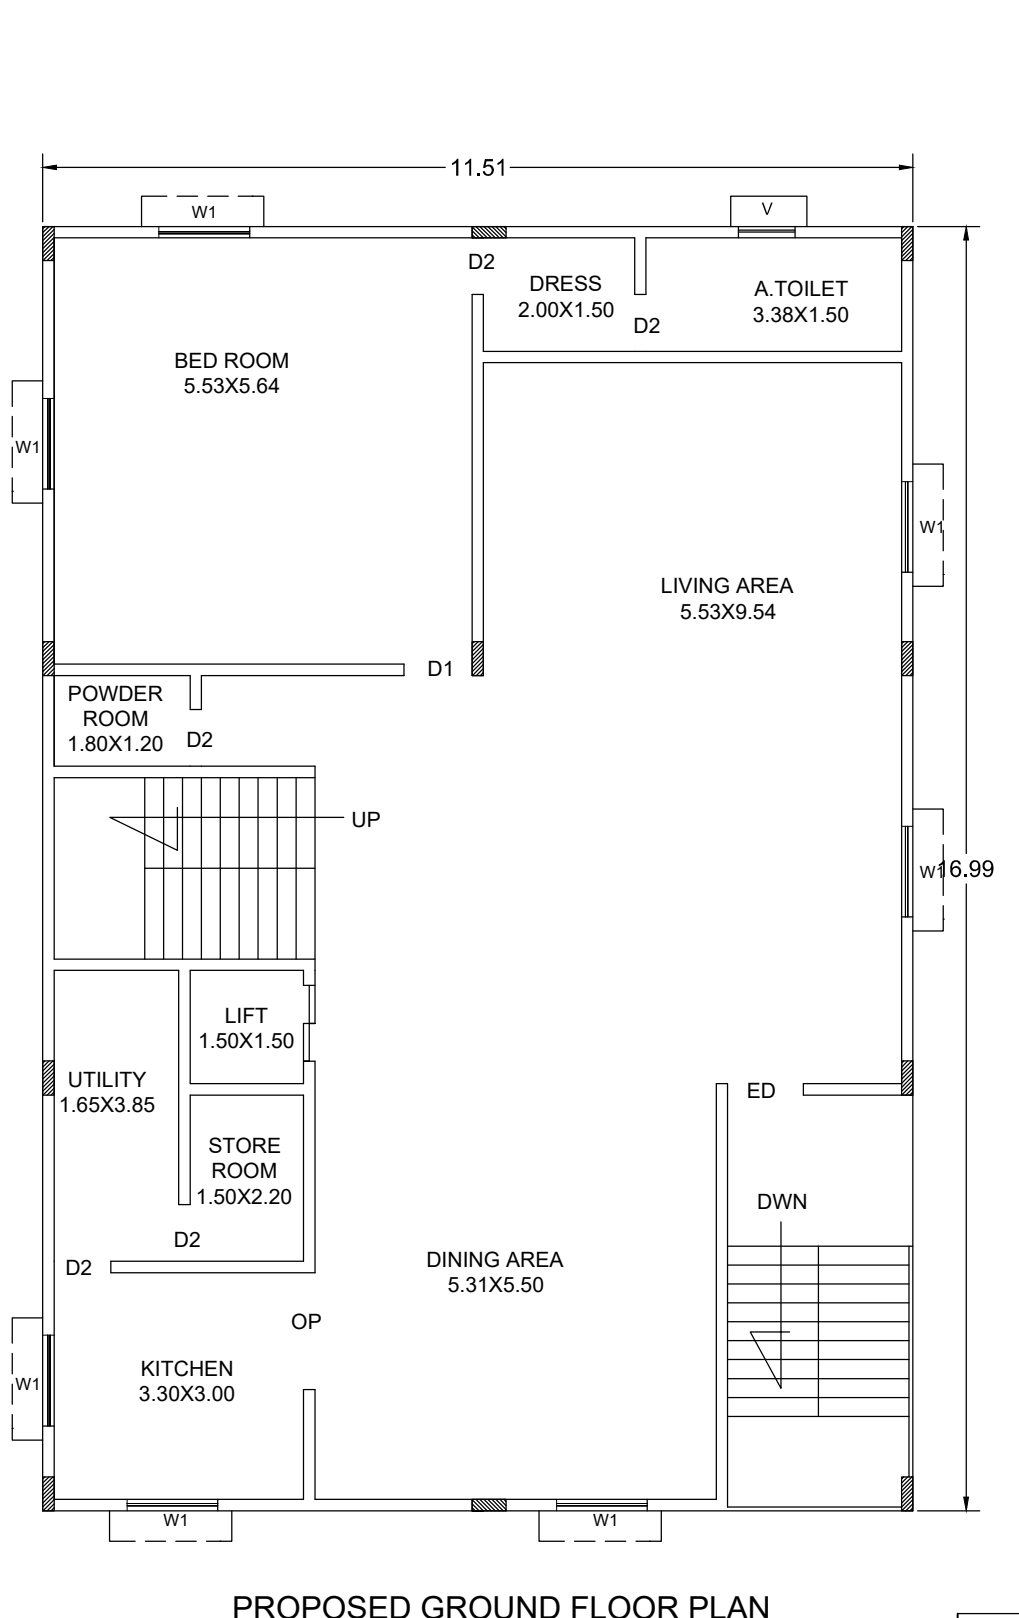 11.51
W1
V
D2
DRESS
2.00X1.50
A.TOILET
3.38X1.50
D2
BED ROOM
5.53X5.64
W1
W1
LIVING AREA
5.53X9.54
D1
POWDER
ROOM
1.80X1.20
D2
UP
W1
16.99
LIFT
1.50X1.50
UTILITY
1.65X3.85
ED
STORE
ROOM
1.50X2.20
DWN
D2
D2
DINING AREA
5.31X5.50
OP
KITCHEN
3.30X3.00
W1
W1
W1
PROPOSED GROUND FLOOR PLAN